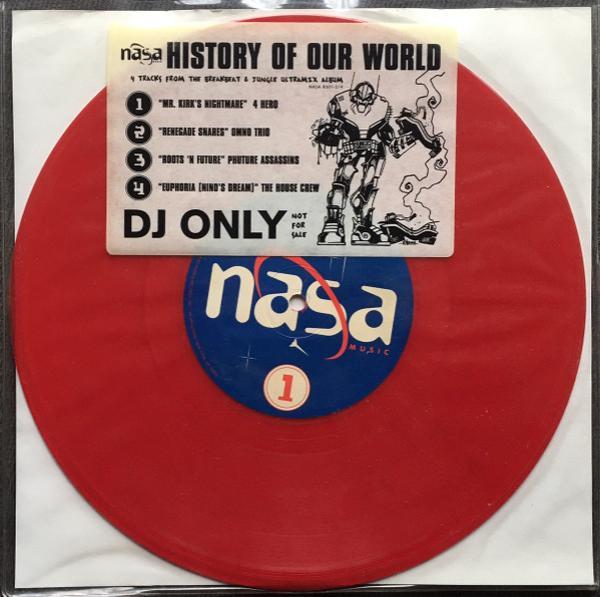 nasa HISTORY OF OUR WORLD
4 TRACKS FROM THE BREAKBEAT & JUNGLE ULTRAMIX ALBUM
1 "MR. KIRK'S NIGHTMARE" 4 HERO
2 "RENEGADE SNARES" OMNO TRIO
3 "ROOTS 'N FUTURE" PHUTURE ASSASSINS
4 "EUPHORIA (NINO'S DREAM)" THE HOUSE CREW
DJ ONLY NOT
FOR
SALE
nasa
MUSIC
1